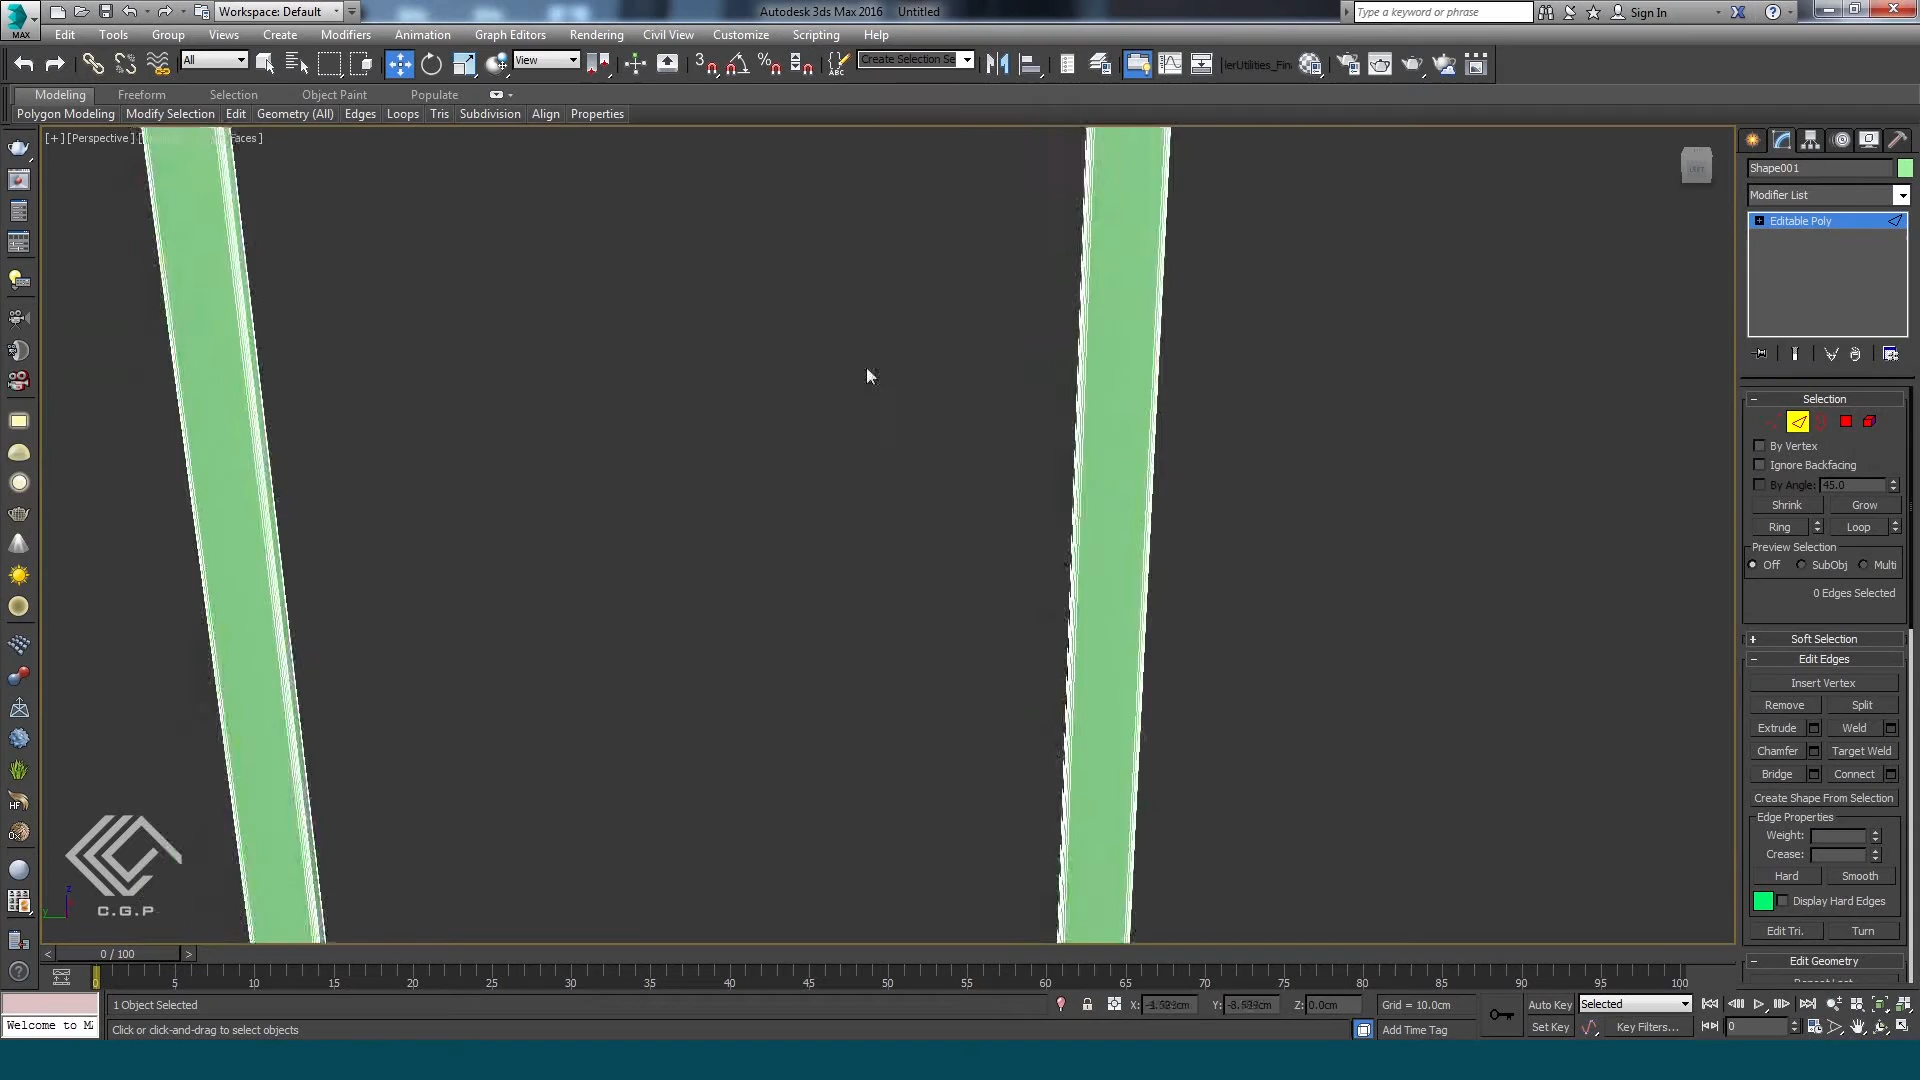 Workspace: Default
Autodesk 3ds Max 2016    Untitled
Type a keyword or phrase
Sign In
MAX
Edit Tools Group Views Create Modifiers Animation Graph Editors Rendering Civil View Customize Scripting Help
All
View
3
ABC
Create Selection Se
lerUtilities_Fin
Modeling Freeform Selection Object Paint Populate
Polygon Modeling Modify Selection Edit Geometry (All) Edges Loops Tris Subdivision Align Properties
[+][Perspective] Faces ]
LEFT
Shape001
Modifier List
Editable Poly
Selection
By Vertex
Ignore Backfacing
By Angle: 45.0
Shrink Grow
Ring Loop
Preview Selection
Off SubObj Multi
0 Edges Selected
Soft Selection
Edit Edges
Insert Vertex
Remove Split
Extrude Weld
Chamfer Target Weld
Bridge Connect
Create Shape From Selection
Edge Properties
Weight:
Crease:
Hard Smooth
Display Hard Edges
Edit Tri. Turn
Edit Geometry
HF
C.G.P
z
y
< 0 / 100 >
0 5 10 15 20 25 30 35 40 45 50 55 60 65 70 75 80 85 90 95 100
1 Object Selected
X: Y: Z: 0.0cm
Grid = 10.0cm
Auto Key
Selected
Welcome to M
Click or click-and-drag to select objects
Add Time Tag
Set Key
Key Filters...
0